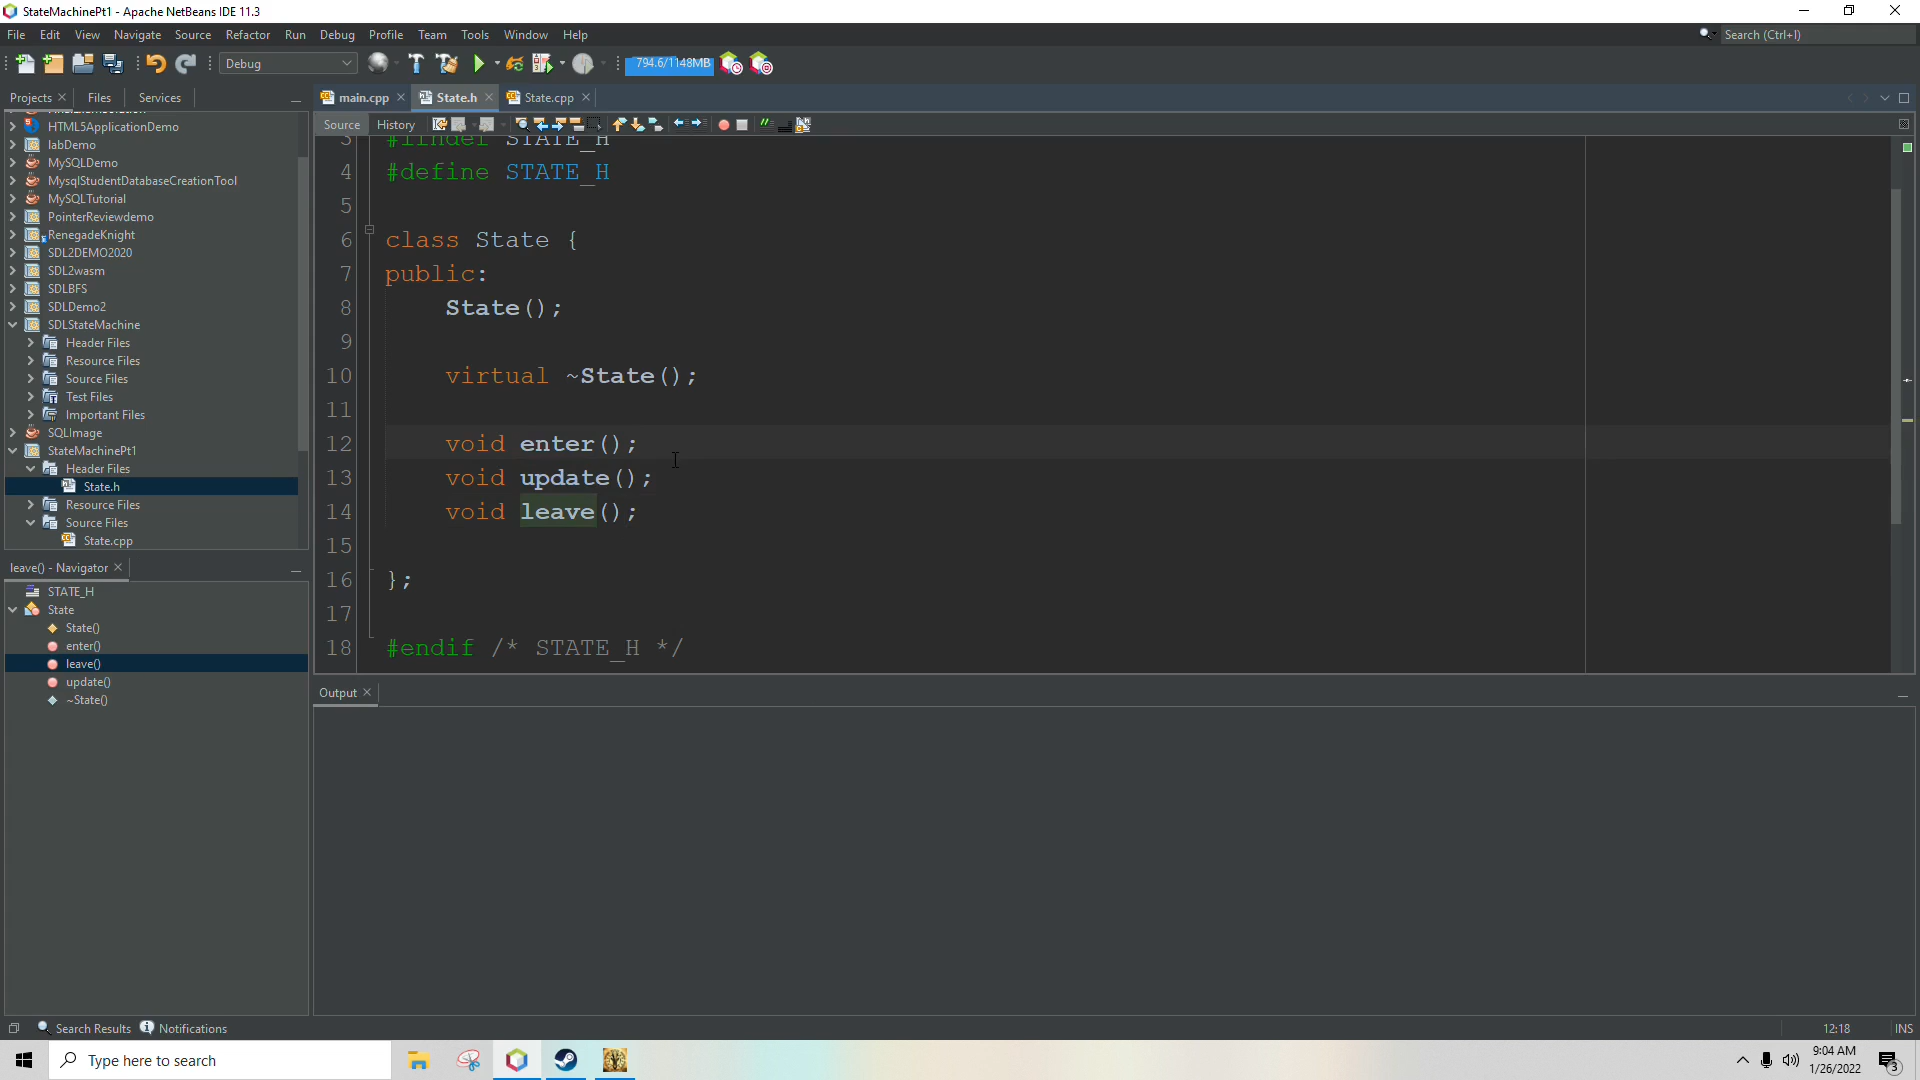 StateMachinePt1 - Apache NetBeans IDE 11.3
File Edit View Navigate Source Refactor Run Debug Profile Team Tools Window Help
Search (Ctrl+I)
Debug
794.6/1148MB
Projects Files Services
main.cpp State.h State.cpp
Source History
HTML5ApplicationDemo
labDemo
MySQLDemo
MysqlStudentDatabaseCreationTool
MySQLTutorial
PointerReviewdemo
RenegadeKnight
SDL2DEMO2020
SDL2wasm
SDLBFS
SDLDemo2
SDLStateMachine
Header Files
Resource Files
Source Files
Test Files
Important Files
SQLImage
StateMachinePt1
Header Files
State.h
Resource Files
Source Files
State.cpp
3 #ifndef STATE_H
4 #define STATE_H
5
6 class State {
7 public:
8 State();
9
10 virtual ~State();
11
12 void enter();
13 void update();
14 void leave();
15
16 };
17
18 #endif /* STATE_H */
leave() - Navigator
STATE_H
State
State()
enter()
leave()
update()
~State()
Output
Search Results Notifications
12:18 INS
Type here to search
9:04 AM
1/26/2022
3